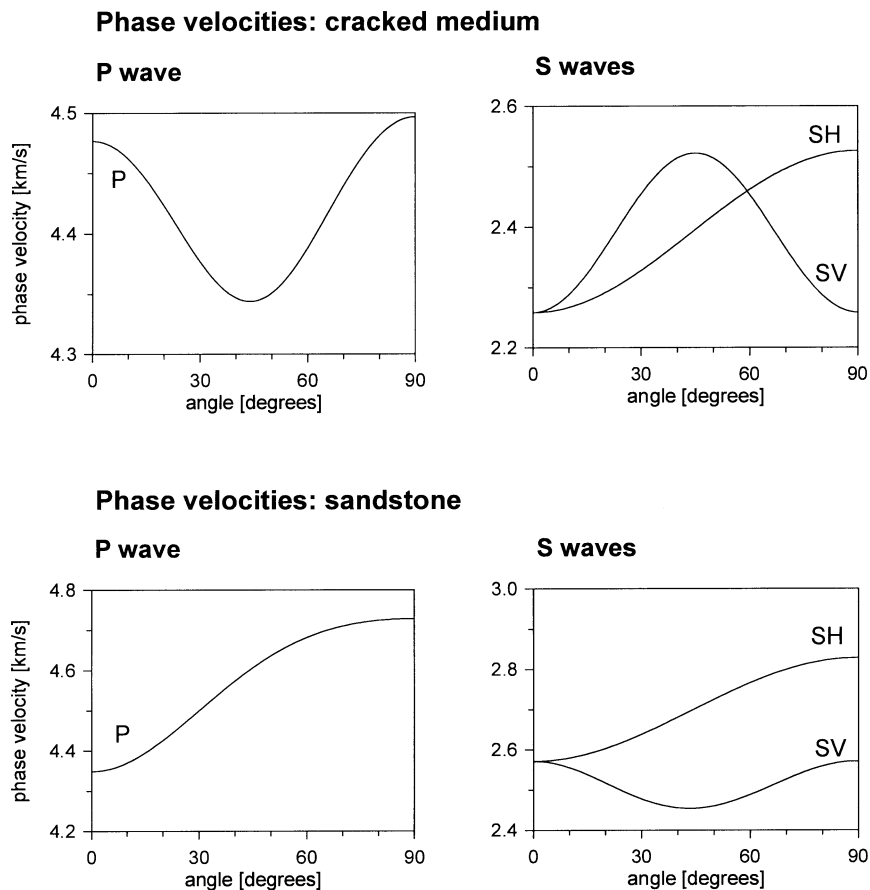 Phase velocities: cracked medium
P wave
phase velocity [km/s]
4.5
4.4
4.3
P
0 30 60 90
angle [degrees]
S waves
2.6
2.4
2.2
SH
SV
0 30 60 90
angle [degrees]
Phase velocities: sandstone
P wave
phase velocity [km/s]
4.8
4.6
4.4
4.2
P
0 30 60 90
angle [degrees]
S waves
3.0
2.8
2.6
2.4
SH
SV
0 30 60 90
angle [degrees]